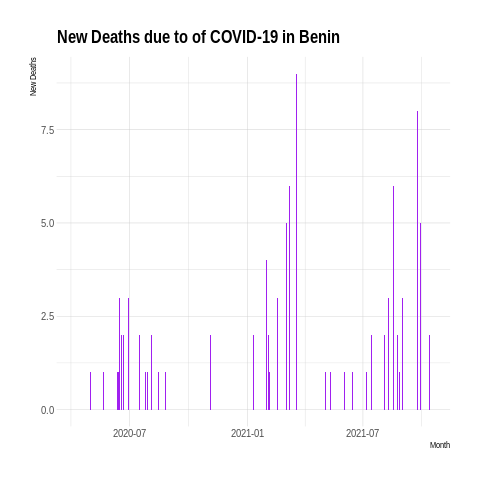 New Deaths due to of COVID-19 in Benin
New Deaths
7.5
5.0
2.5
0.0
2020-07 2021-01 2021-07
Month